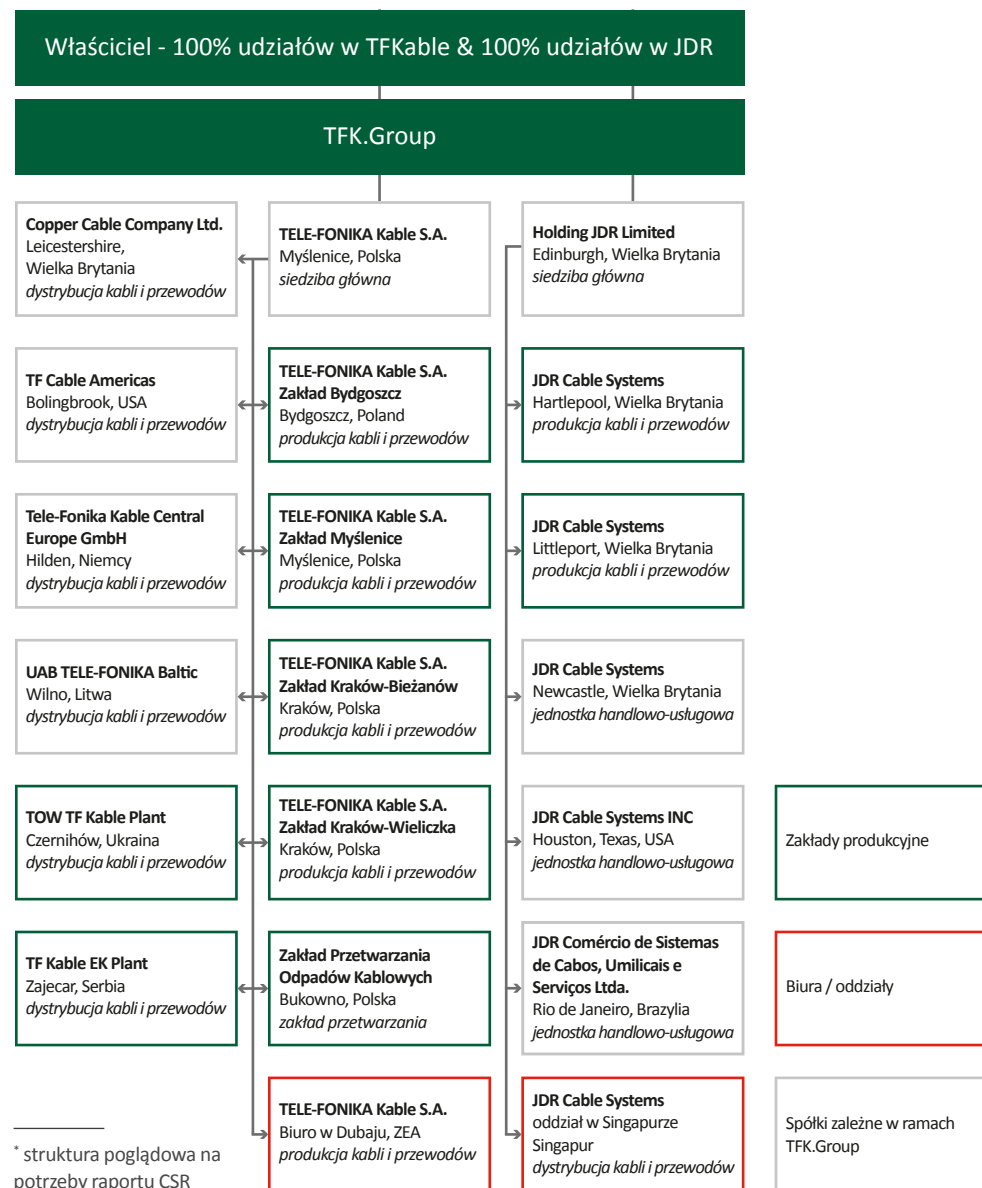 Właściciel - 100% udziałów w TFKable & 100% udziałów w JDR
TFK.Group
Copper Cable Company Ltd.
Leicestershire,
Wielka Brytania
dystrybucja kabli i przewodów
TELE-FONIKA Kable S.A.
Myślenice, Polska
siedziba główna
Holding JDR Limited
Edinburgh, Wielka Brytania
siedziba główna
TF Cable Americas
Bolingbrook, USA
dystrybucja kabli i przewodów
TELE-FONIKA Kable S.A.
Zakład Bydgoszcz
Bydgoszcz, Poland
produkcja kabli i przewodów
JDR Cable Systems
Hartlepool, Wielka Brytania
produkcja kabli i przewodów
Tele-Fonika Kable Central
Europe GmbH
Hilden, Niemcy
dystrybucja kabli i przewodów
TELE-FONIKA Kable S.A.
Zakład Myślenice
Myślenice, Polska
produkcja kabli i przewodów
JDR Cable Systems
Littleport, Wielka Brytania
produkcja kabli i przewodów
UAB TELE-FONIKA Baltic
Wilno, Litwa
dystrybucja kabli i przewodów
TELE-FONIKA Kable S.A.
Zakład Kraków-Bieżanów
Kraków, Polska
produkcja kabli i przewodów
JDR Cable Systems
Newcastle, Wielka Brytania
jednostka handlowo-usługowa
TOW TF Kable Plant
Czernihów, Ukraina
dystrybucja kabli i przewodów
TELE-FONIKA Kable S.A.
Zakład Kraków-Wieliczka
Kraków, Polska
produkcja kabli i przewodów
JDR Cable Systems INC
Houston, Texas, USA
jednostka handlowo-usługowa
Zakłady produkcyjne
TF Kable EK Plant
Zajecar, Serbia
dystrybucja kabli i przewodów
Zakład Przetwarzania
Odpadów Kablowych
Bukowno, Polska
zakład przetwarzania
JDR Comércio de Sistemas
de Cabos, Umilicais e
Serviços Ltda.
Rio de Janeiro, Brazylia
jednostka handlowo-usługowa
Biura / oddziały
TELE-FONIKA Kable S.A.
Biuro w Dubaju, ZEA
produkcja kabli i przewodów
JDR Cable Systems
oddział w Singapurze
Singapur
dystrybucja kabli i przewodów
Spółki zależne w ramach
TFK.Group
* struktura poglądowa na
potrzeby raportu CSR